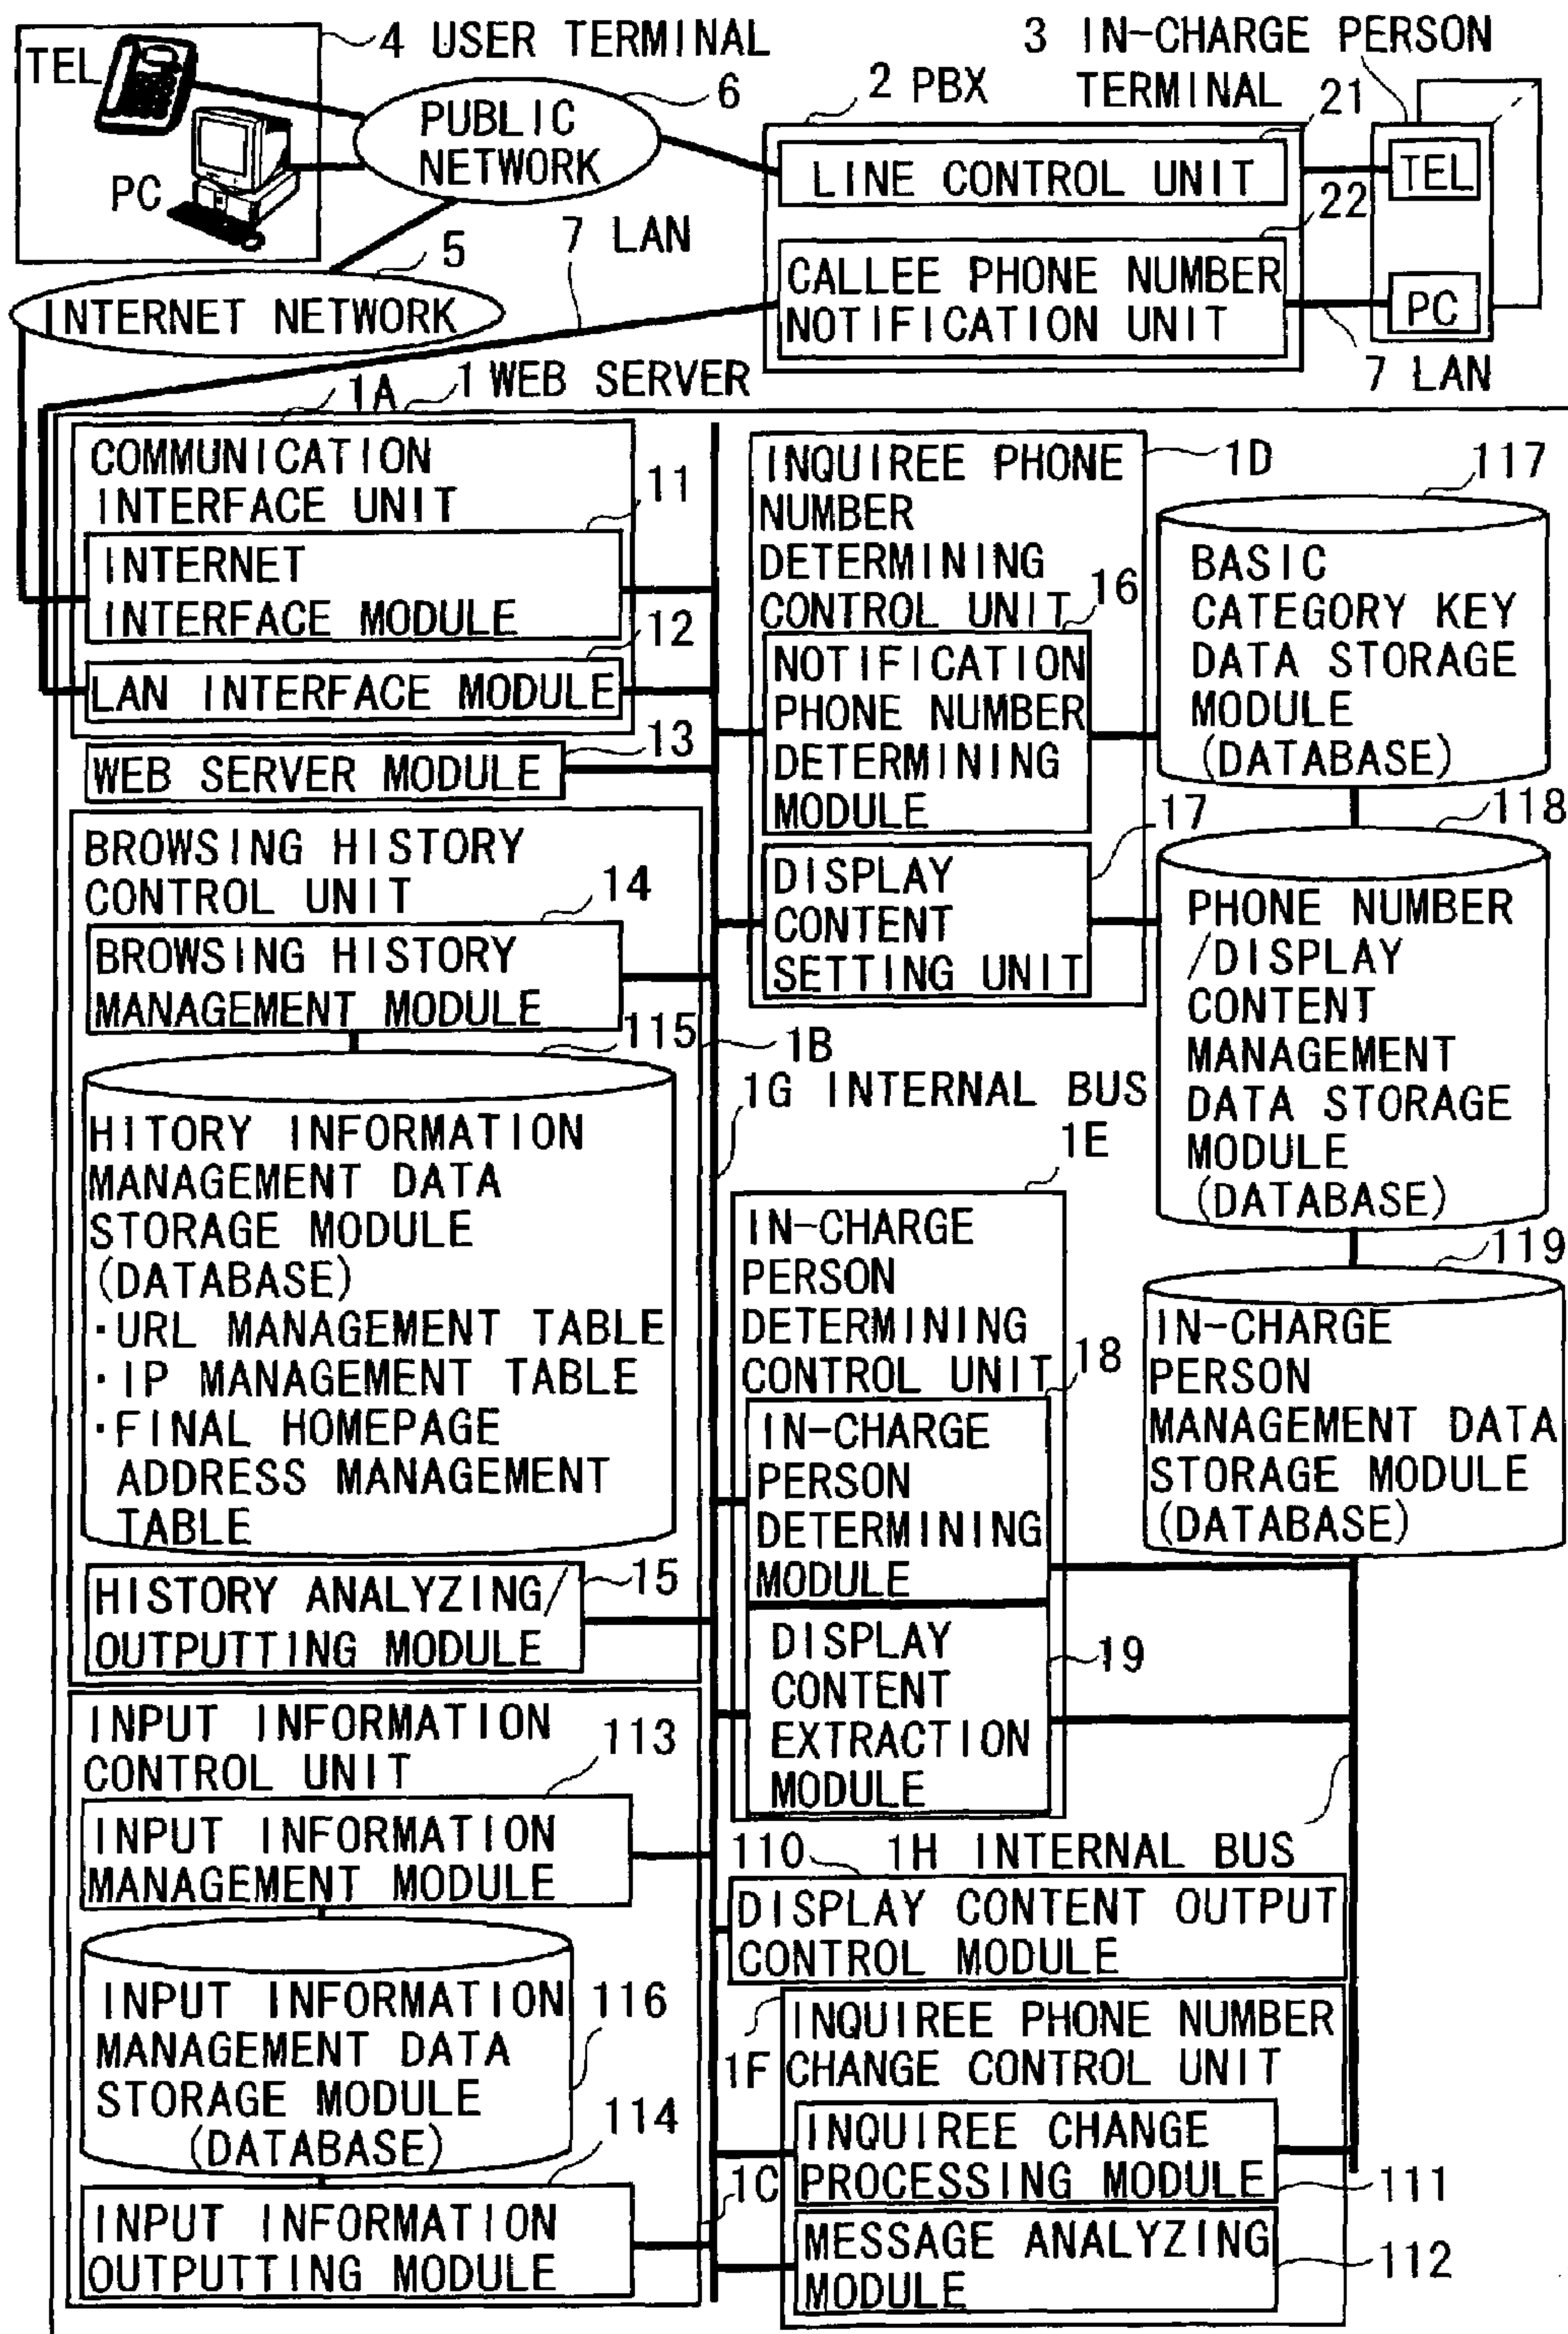 TEL
4 USER TERMINAL
PC
PUBLIC
NETWORK
6
2 PBX
3 IN-CHARGE PERSON
TERMINAL
21
LINE CONTROL UNIT
TEL
22
CALLEE PHONE NUMBER
NOTIFICATION UNIT
PC
7 LAN
7 LAN
5
INTERNET NETWORK
1A
1 WEB SERVER
COMMUNICATION
INTERFACE UNIT
11
INTERNET
INTERFACE MODULE
12
LAN INTERFACE MODULE
13
WEB SERVER MODULE
BROWSING HISTORY
CONTROL UNIT
14
BROWSING HISTORY
MANAGEMENT MODULE
115
1B
HITORY INFORMATION
MANAGEMENT DATA
STORAGE MODULE
(DATABASE)
·URL MANAGEMENT TABLE
·IP MANAGEMENT TABLE
·FINAL HOMEPAGE
ADDRESS MANAGEMENT
TABLE
HISTORY ANALYZING/
OUTPUTTING MODULE
15
INPUT INFORMATION
CONTROL UNIT
113
INPUT INFORMATION
MANAGEMENT MODULE
INPUT INFORMATION
MANAGEMENT DATA
STORAGE MODULE
(DATABASE)
116
114
1C
INPUT INFORMATION
OUTPUTTING MODULE
INQUIREE PHONE
NUMBER
DETERMINING
CONTROL UNIT
1D
16
NOTIFICATION
PHONE NUMBER
DETERMINING
MODULE
17
DISPLAY
CONTENT
SETTING UNIT
117
BASIC
CATEGORY KEY
DATA STORAGE
MODULE
(DATABASE)
118
PHONE NUMBER
/DISPLAY
CONTENT
MANAGEMENT
DATA STORAGE
MODULE
(DATABASE)
1G INTERNAL BUS
1E
IN-CHARGE
PERSON
DETERMINING
CONTROL UNIT
18
IN-CHARGE
PERSON
DETERMINING
MODULE
DISPLAY
CONTENT
EXTRACTION
MODULE
19
119
IN-CHARGE
PERSON
MANAGEMENT DATA
STORAGE MODULE
(DATABASE)
110
1H INTERNAL BUS
DISPLAY CONTENT OUTPUT
CONTROL MODULE
1F
INQUIREE PHONE NUMBER
CHANGE CONTROL UNIT
INQUIREE CHANGE
PROCESSING MODULE
111
MESSAGE ANALYZING
MODULE
112